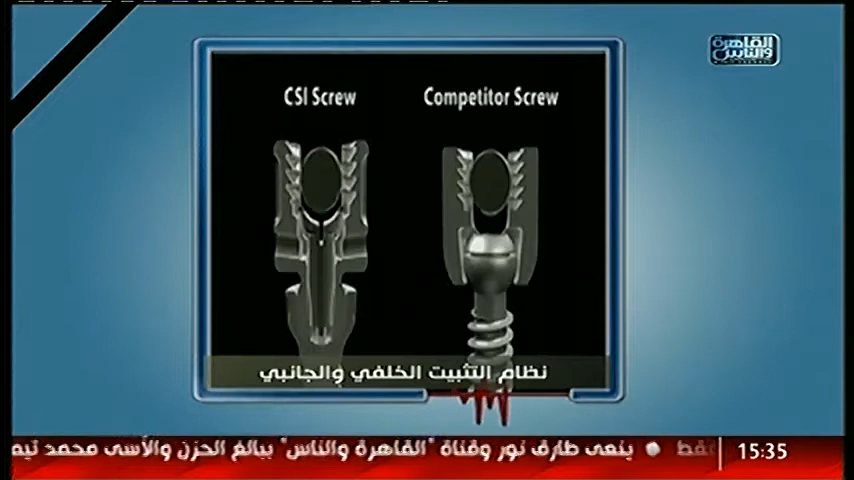 القاهرة
والناس
CSI Screw
Competitor Screw
نظام التثبيت الخلفي والجانبي
ينعى طارق نور وقناة "القاهرة والناس" ببالغ الحزن والأسى محمد
15:35